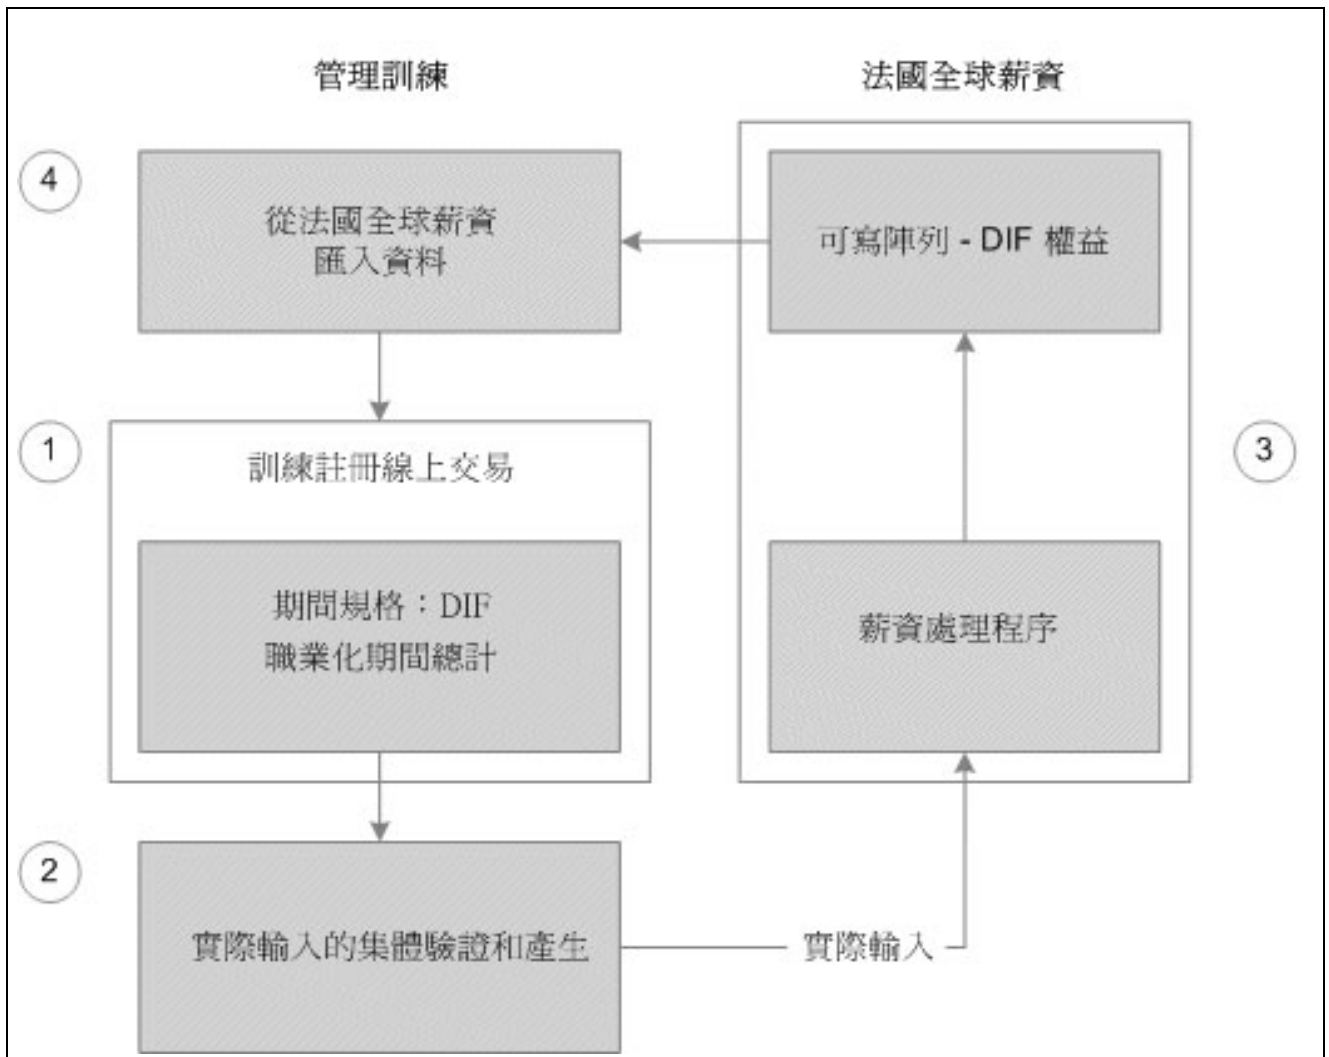 管理訓練
法國全球薪資
4
從法國全球薪資
匯入資料
可寫陣列 - DIF 權益
1
訓練註冊線上交易
3
期間規格：DIF
職業化期間總計
薪資處理程序
2
實際輸入的集體驗證和產生
實際輸入